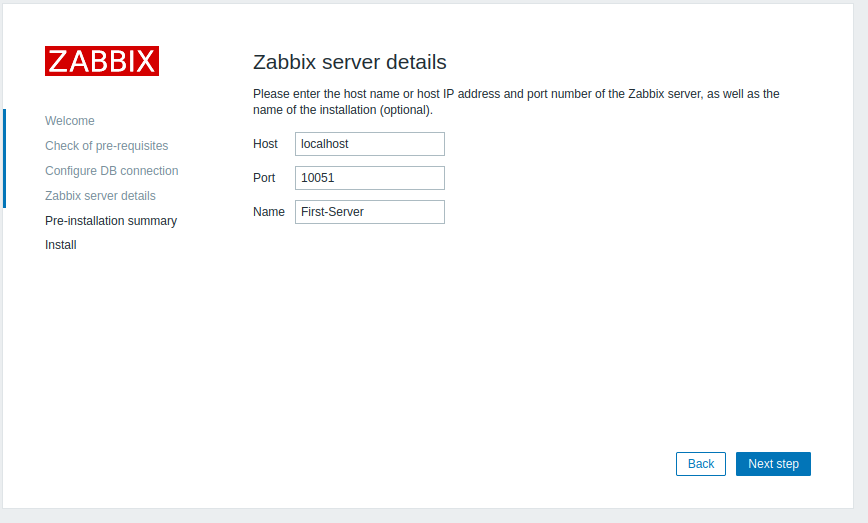 ZABBIX
Welcome
Check of pre-requisites
Configure DB connection
Zabbix server details
Pre-installation summary
Install
Zabbix server details
Please enter the host name or host IP address and port number of the Zabbix server, as well as the
name of the installation (optional).
Host localhost
Port 10051
Name First-Server
Back Next step